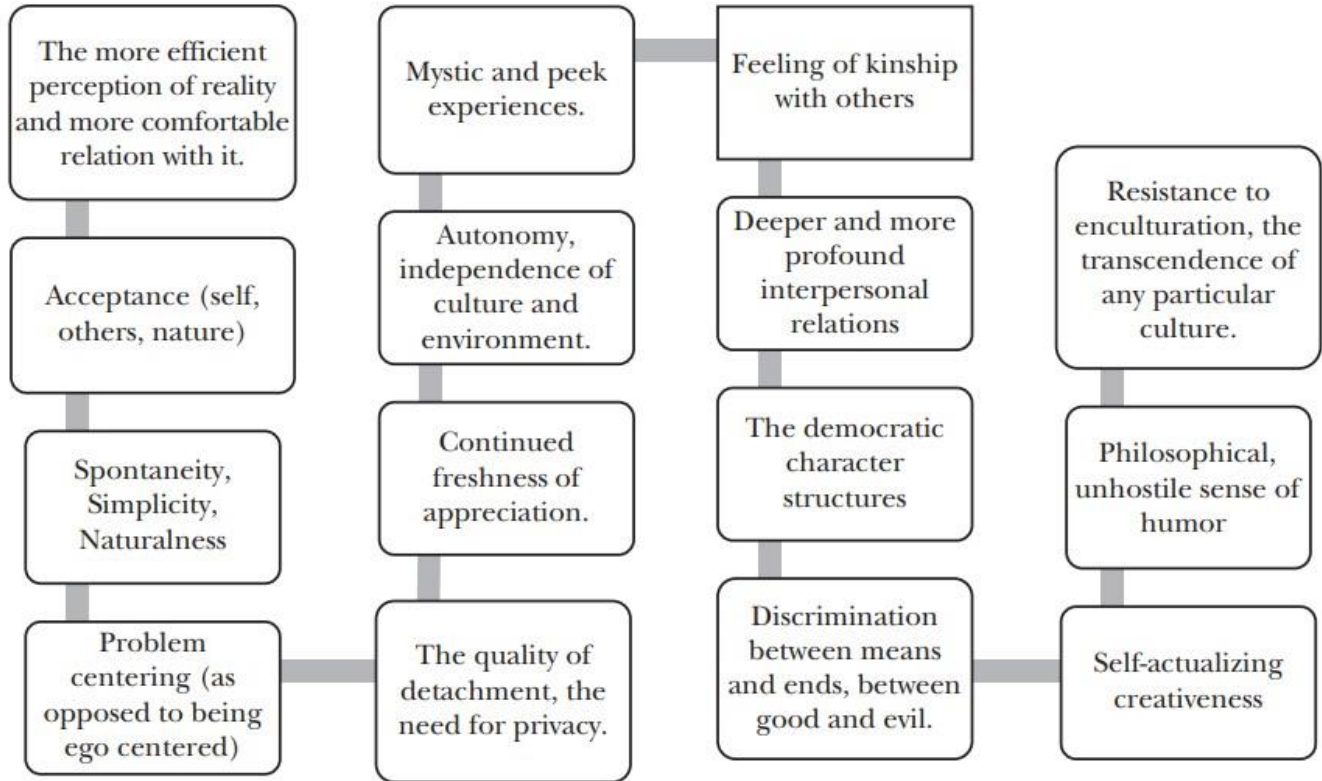 The more efficient
perception of reality
and more comfortable
relation with it.
Acceptance (self,
others, nature)
Spontaneity,
Simplicity,
Naturalness
Problem
centering (as
opposed to being
ego centered)
The quality of
detachment, the
need for privacy.
Continued
freshness of
appreciation.
Autonomy,
independence of
culture and
environment.
Mystic and peek
experiences.
Feeling of kinship
with others
Deeper and more
profound
interpersonal
relations
The democratic
character
structures
Discrimination
between means
and ends, between
good and evil.
Self-actualizing
creativeness
Philosophical,
unhostile sense of
humor
Resistance to
enculturation, the
transcendence of
any particular
culture.